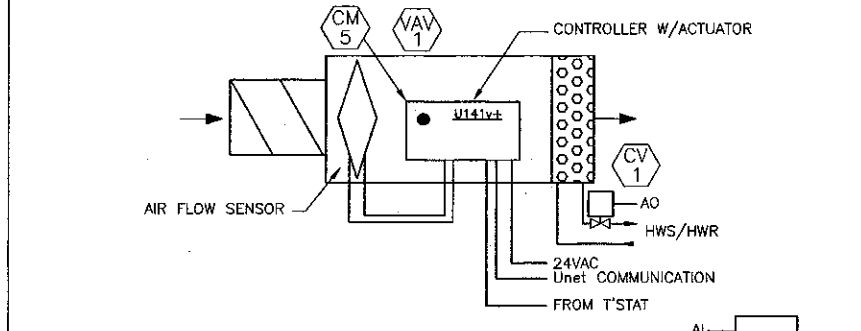 CM
5
VAV
1
CONTROLLER W/ACTUATOR
U141v+
CV
1
AIR FLOW SENSOR
AO
HWS/HWR
24VAC
Unet COMMUNICATION
FROM T'STAT
AI